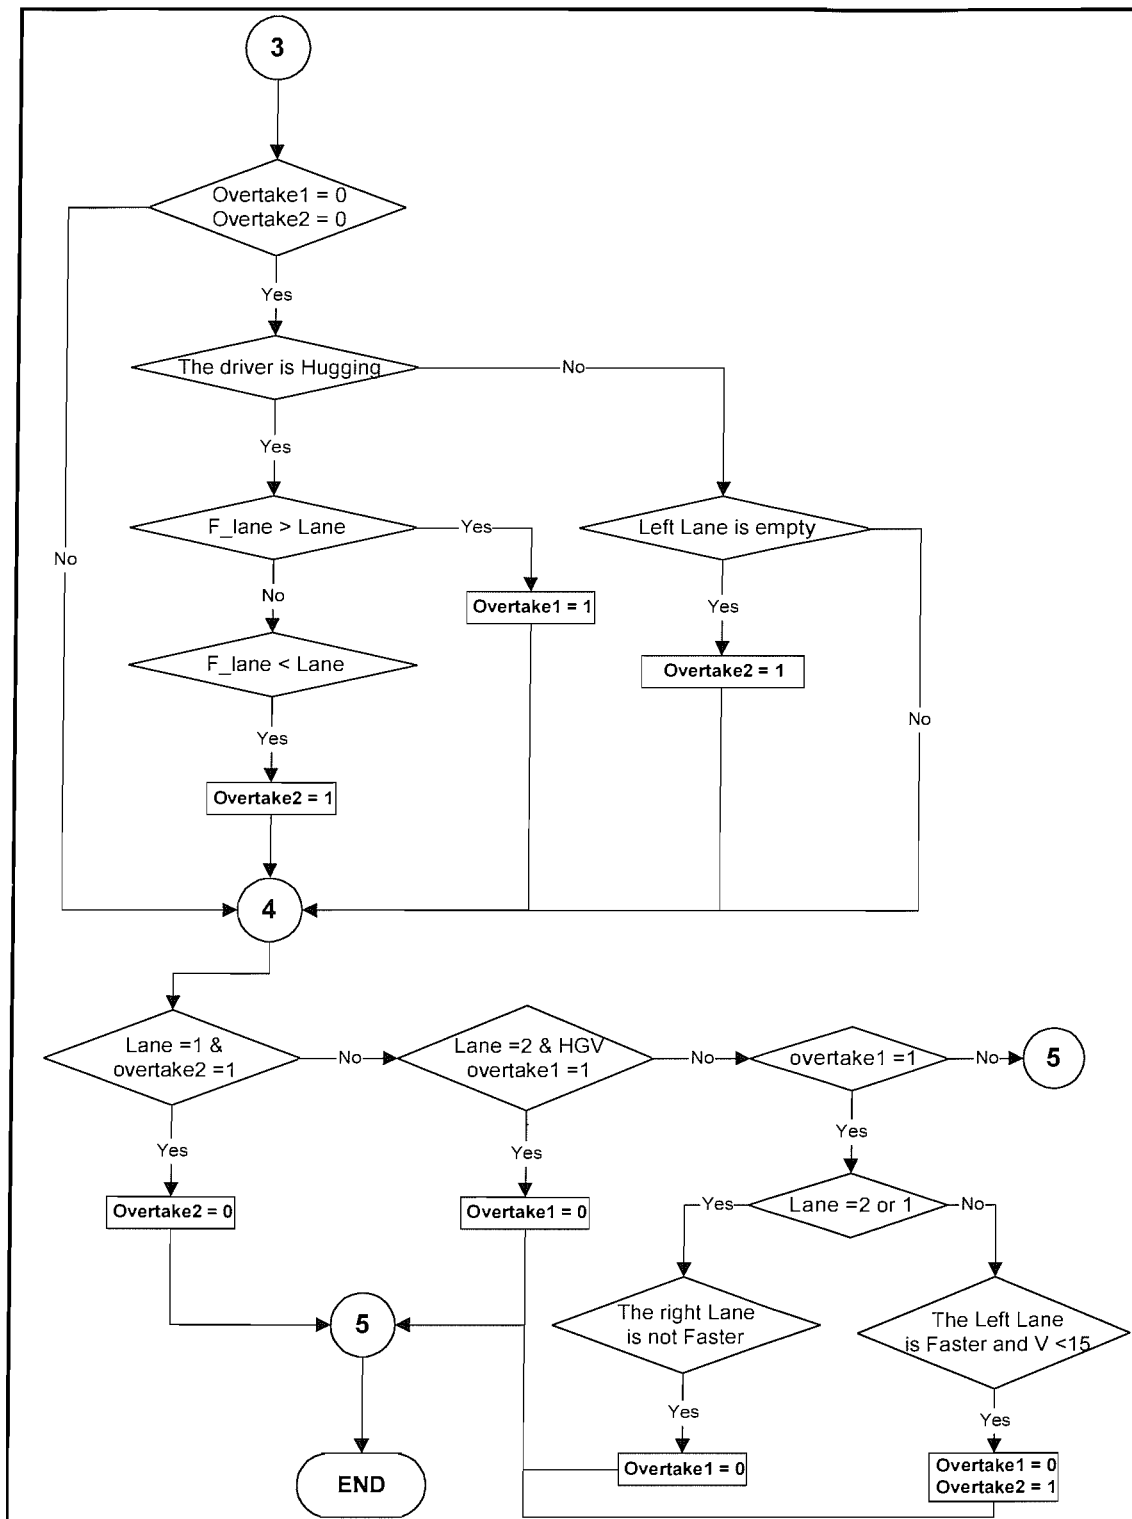 3
Overtake1 = 0
Overtake2 = 0
Yes
The driver is Hugging
No
Yes
F_lane > Lane
Yes
Left Lane is empty
No
No
Overtake1 = 1
Yes
F_lane < Lane
Overtake2 = 1
No
Yes
Overtake2 = 1
4
Lane =1 &
overtake2 =1
No
Lane =2 & HGV
overtake1 =1
No
overtake1 =1
No
5
Yes
Yes
Yes
Overtake2 = 0
Overtake1 = 0
Yes
Lane =2 or 1
No
5
The right Lane
is not Faster
The Left Lane
is Faster and V <15
Yes
Yes
END
Overtake1 = 0
Overtake1 = 0
Overtake2 = 1